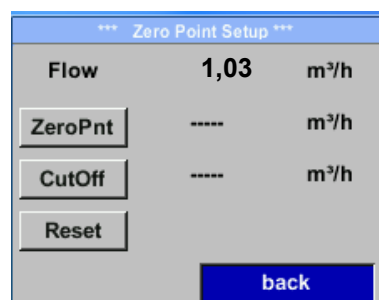 *** Zero Point Setup ***
Flow 1,03 m³/h
ZeroPnt ----- m³/h
CutOff ----- m³/h
Reset
back